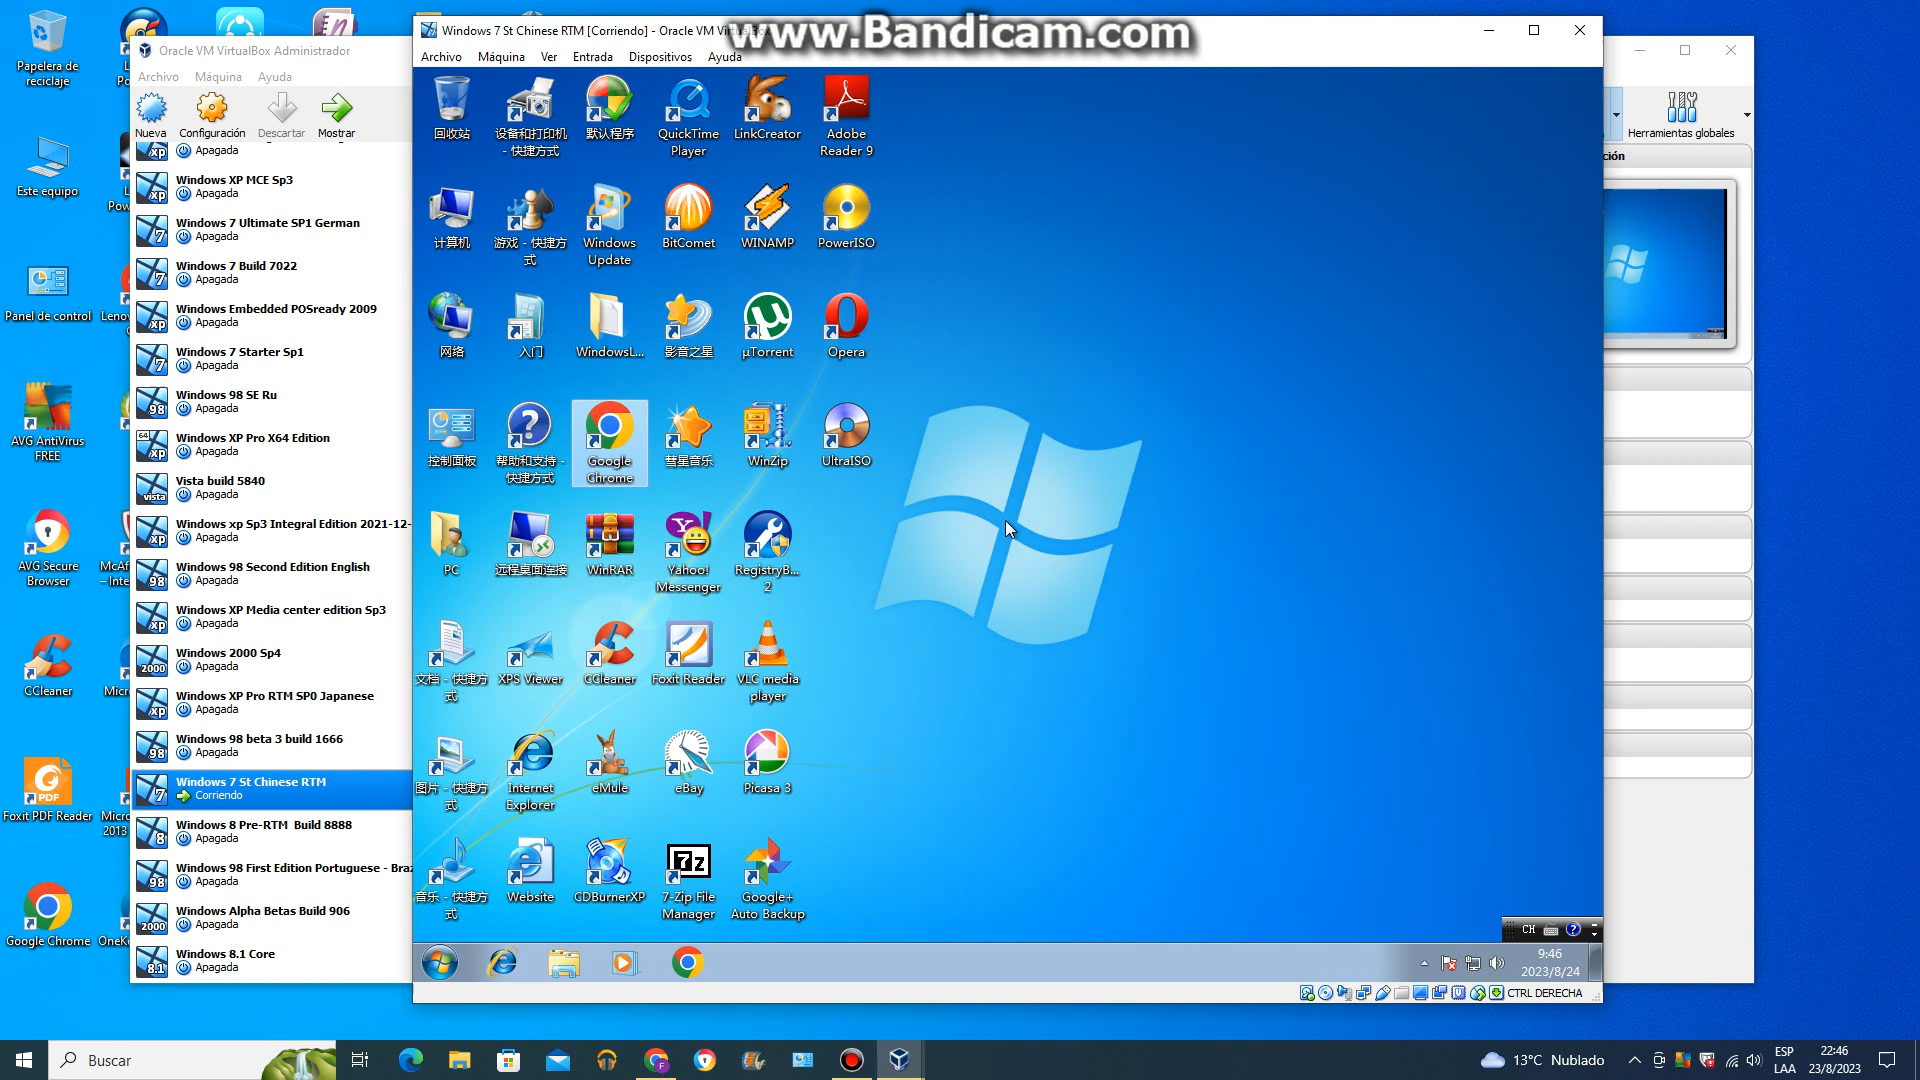 www.Bandicam.com
Papelera de reciclaje
Este equipo
Panel de control
AVG AntiVirus FREE
AVG Secure Browser
CCleaner
Foxit PDF Reader
Google Chrome
Oracle VM VirtualBox Administrador
Archivo Máquina Ayuda
Nueva Configuración Descartar Mostrar
Apagada
Windows XP MCE Sp3
Apagada
Windows 7 Ultimate SP1 German
Apagada
Windows 7 Build 7022
Apagada
Windows Embedded POSready 2009
Apagada
Windows 7 Starter Sp1
Apagada
Windows 98 SE Ru
Apagada
Windows XP Pro X64 Edition
Apagada
Vista build 5840
Apagada
Windows xp Sp3 Integral Edition 2021-12-
Apagada
Windows 98 Second Edition English
Apagada
Windows XP Media center edition Sp3
Apagada
Windows 2000 Sp4
Apagada
Windows XP Pro RTM SP0 Japanese
Apagada
Windows 98 beta 3 build 1666
Apagada
Windows 7 St Chinese RTM
Corriendo
Windows 8 Pre-RTM Build 8888
Apagada
Windows 98 First Edition Portuguese - Braz
Apagada
Windows Alpha Betas Build 906
Apagada
Windows 8.1 Core
Apagada
Windows 7 St Chinese RTM [Corriendo] - Oracle VM
Archivo Máquina Ver Entrada Dispositivos Ayuda
回收站 设备和打印机 - 快捷方式 默认程序 QuickTime Player LinkCreator Adobe Reader 9
计算机 游戏 - 快捷方式 Windows Update BitComet WINAMP PowerISO
网络 入门 WindowsL... 影音之星 µTorrent Opera
控制面板 帮助和支持 - 快捷方式 Google Chrome 彗星音乐 WinZip UltraISO
PC 远程桌面连接 WinRAR Yahoo! Messenger RegistryB... 2
文档 - 快捷方式 XPS Viewer CCleaner Foxit Reader VLC media player
图片 - 快捷方式 Internet Explorer eMule eBay Picasa 3
音乐 - 快捷方式 Website CDBurnerXP 7-Zip File Manager Google+ Auto Backup
CH
9:46
2023/8/24
CTRL DERECHA
Herramientas globales
ción
Buscar
13°C Nublado
ESP
LAA
22:46
23/8/2023